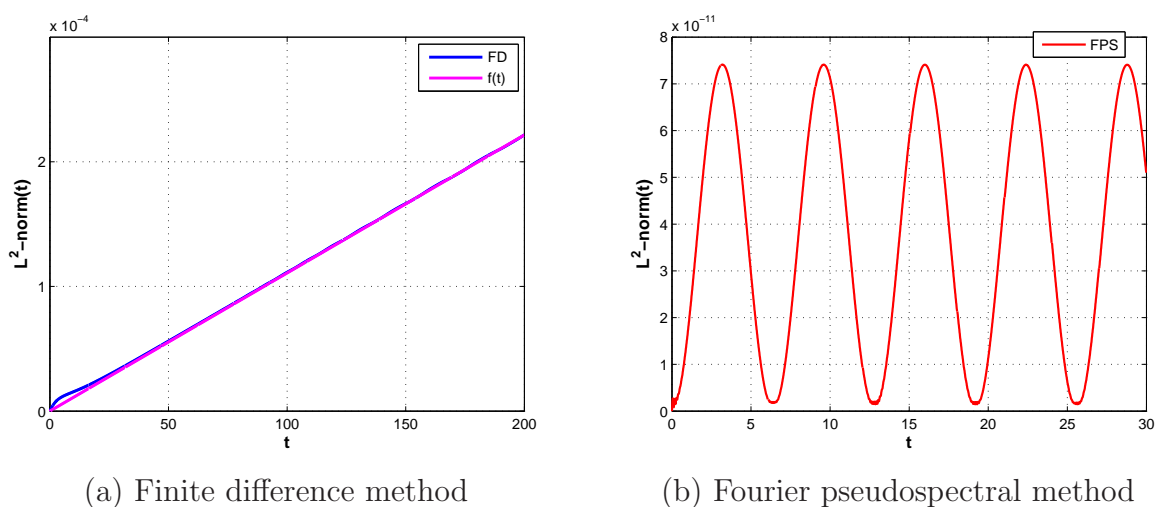 x 10⁻⁴
FD
f(t)
2
1
0
0
50
100
150
200
L²−norm(t)
t
(a) Finite difference method
x 10⁻¹¹
FPS
8
7
6
5
4
3
2
1
0
0
5
10
15
20
25
30
L²−norm(t)
t
(b) Fourier pseudospectral method